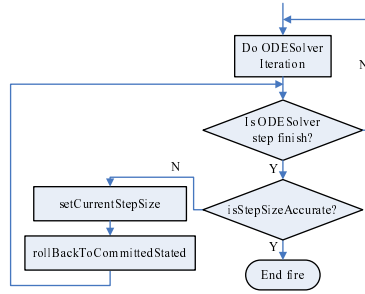 Do ODESolver
Iteration
N
Is ODESolver
step finish?
Y
N
isStepSizeAccurate?
setCurrentStepSize
rollBackToCommittedStated
Y
End fire